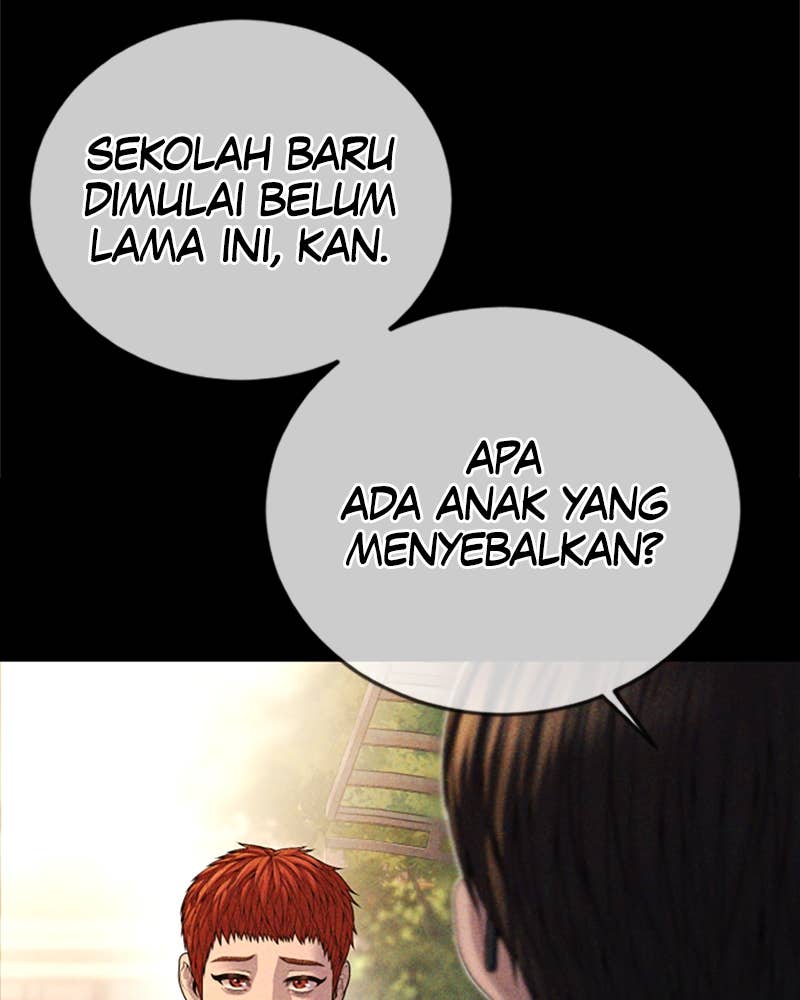 SEKOLAH BARU
DIMULAI BELUM
LAMA INI, KAN.
APA
ADA ANAK YANG
MENYEBALKAN?